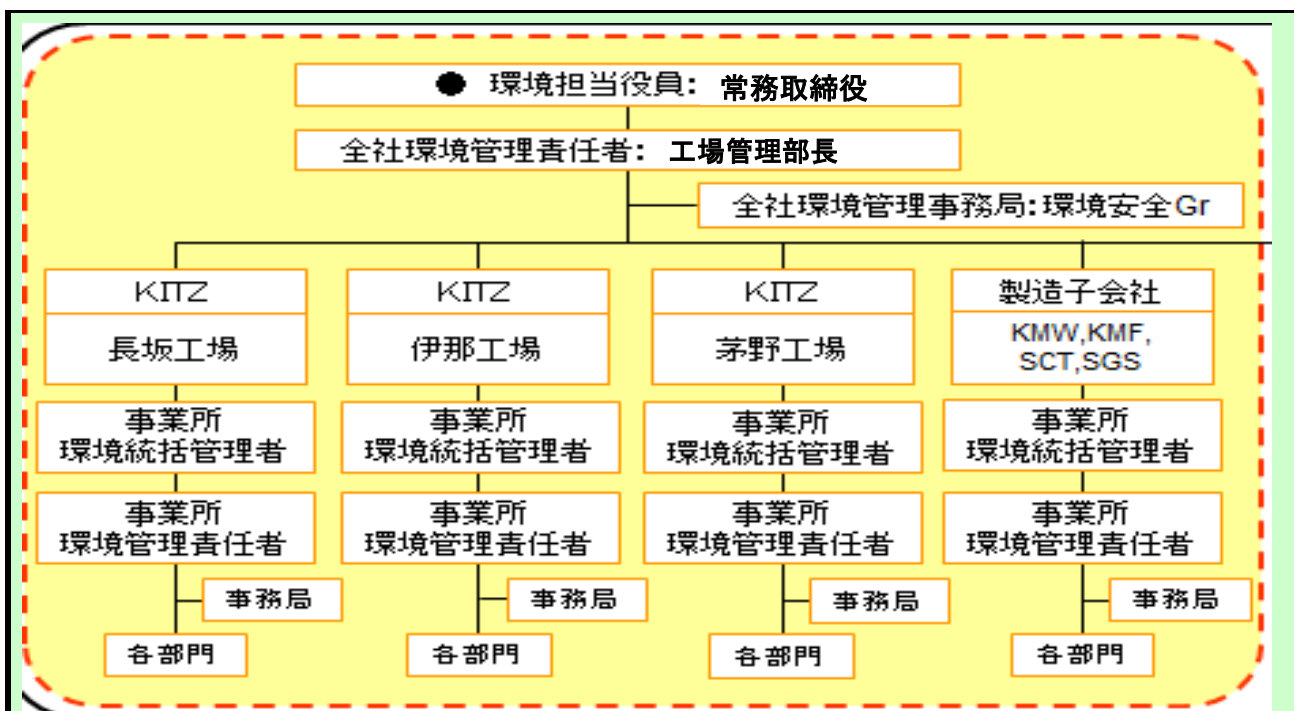 ● 環境担当役員: 常務取締役
全社環境管理責任者: 工場管理部長
全社環境管理事務局:環境安全Gr
KITZ
長坂工場
事業所
環境統括管理者
事業所
環境管理責任者
事務局
各部門
KITZ
伊那工場
事業所
環境統括管理者
事業所
環境管理責任者
事務局
各部門
KITZ
茅野工場
事業所
環境統括管理者
事業所
環境管理責任者
事務局
各部門
製造子会社
KMW,KMF,
SCT,SGS
事業所
環境統括管理者
事業所
環境管理責任者
事務局
各部門